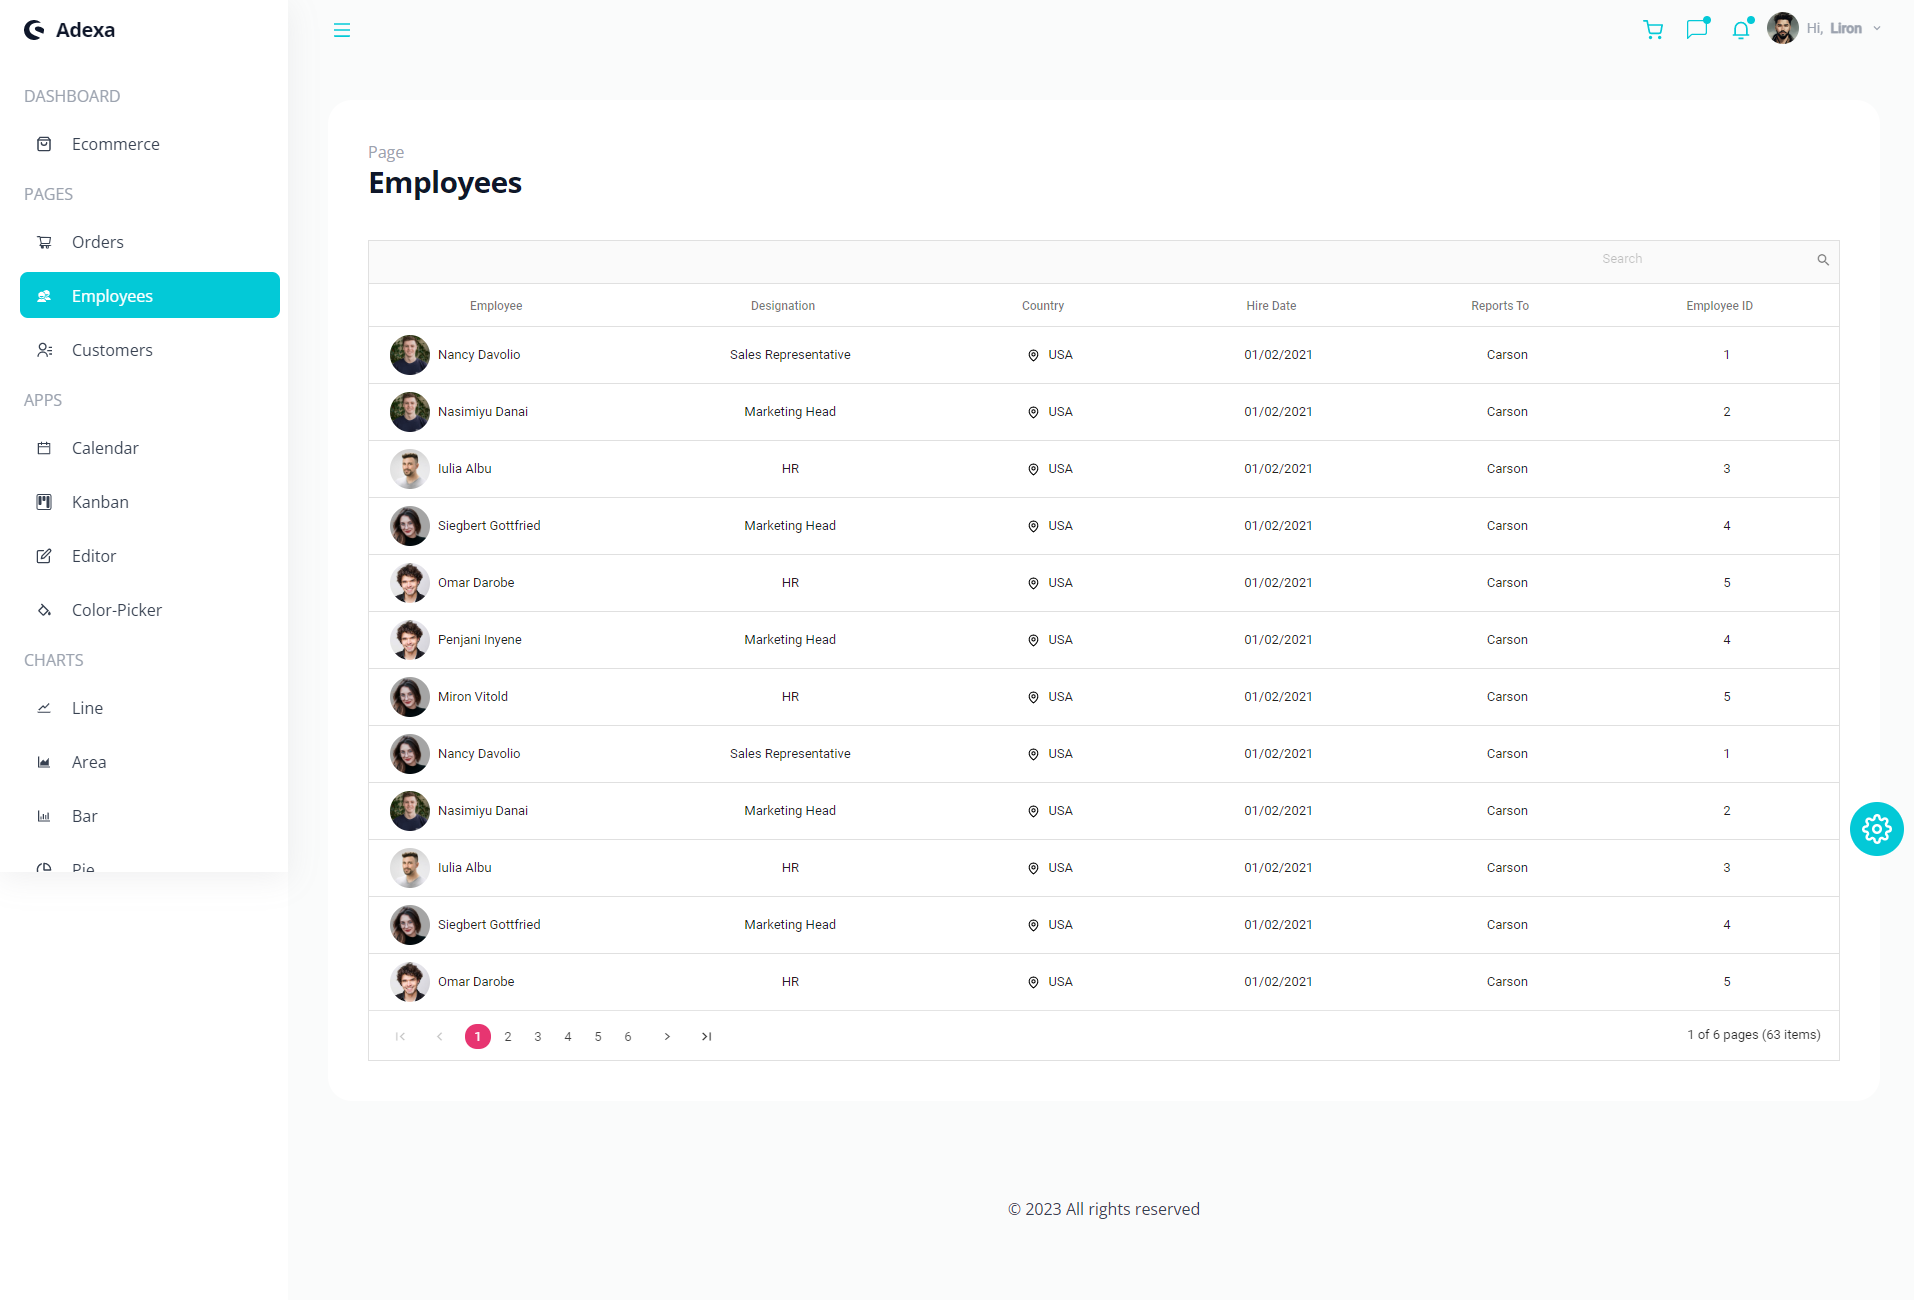 Adexa
Hi, Liron
DASHBOARD
Ecommerce
PAGES
Orders
Employees
Customers
APPS
Calendar
Kanban
Editor
Color-Picker
CHARTS
Line
Area
Bar
Pie
Page
Employees
Search
Employee Designation Country Hire Date Reports To Employee ID
Nancy Davolio Sales Representative USA 01/02/2021 Carson 1
Nasimiyu Danai Marketing Head USA 01/02/2021 Carson 2
Iulia Albu HR USA 01/02/2021 Carson 3
Siegbert Gottfried Marketing Head USA 01/02/2021 Carson 4
Omar Darobe HR USA 01/02/2021 Carson 5
Penjani Inyene Marketing Head USA 01/02/2021 Carson 4
Miron Vitold HR USA 01/02/2021 Carson 5
Nancy Davolio Sales Representative USA 01/02/2021 Carson 1
Nasimiyu Danai Marketing Head USA 01/02/2021 Carson 2
Iulia Albu HR USA 01/02/2021 Carson 3
Siegbert Gottfried Marketing Head USA 01/02/2021 Carson 4
Omar Darobe HR USA 01/02/2021 Carson 5
1 2 3 4 5 6 1 of 6 pages (63 items)
© 2023 All rights reserved